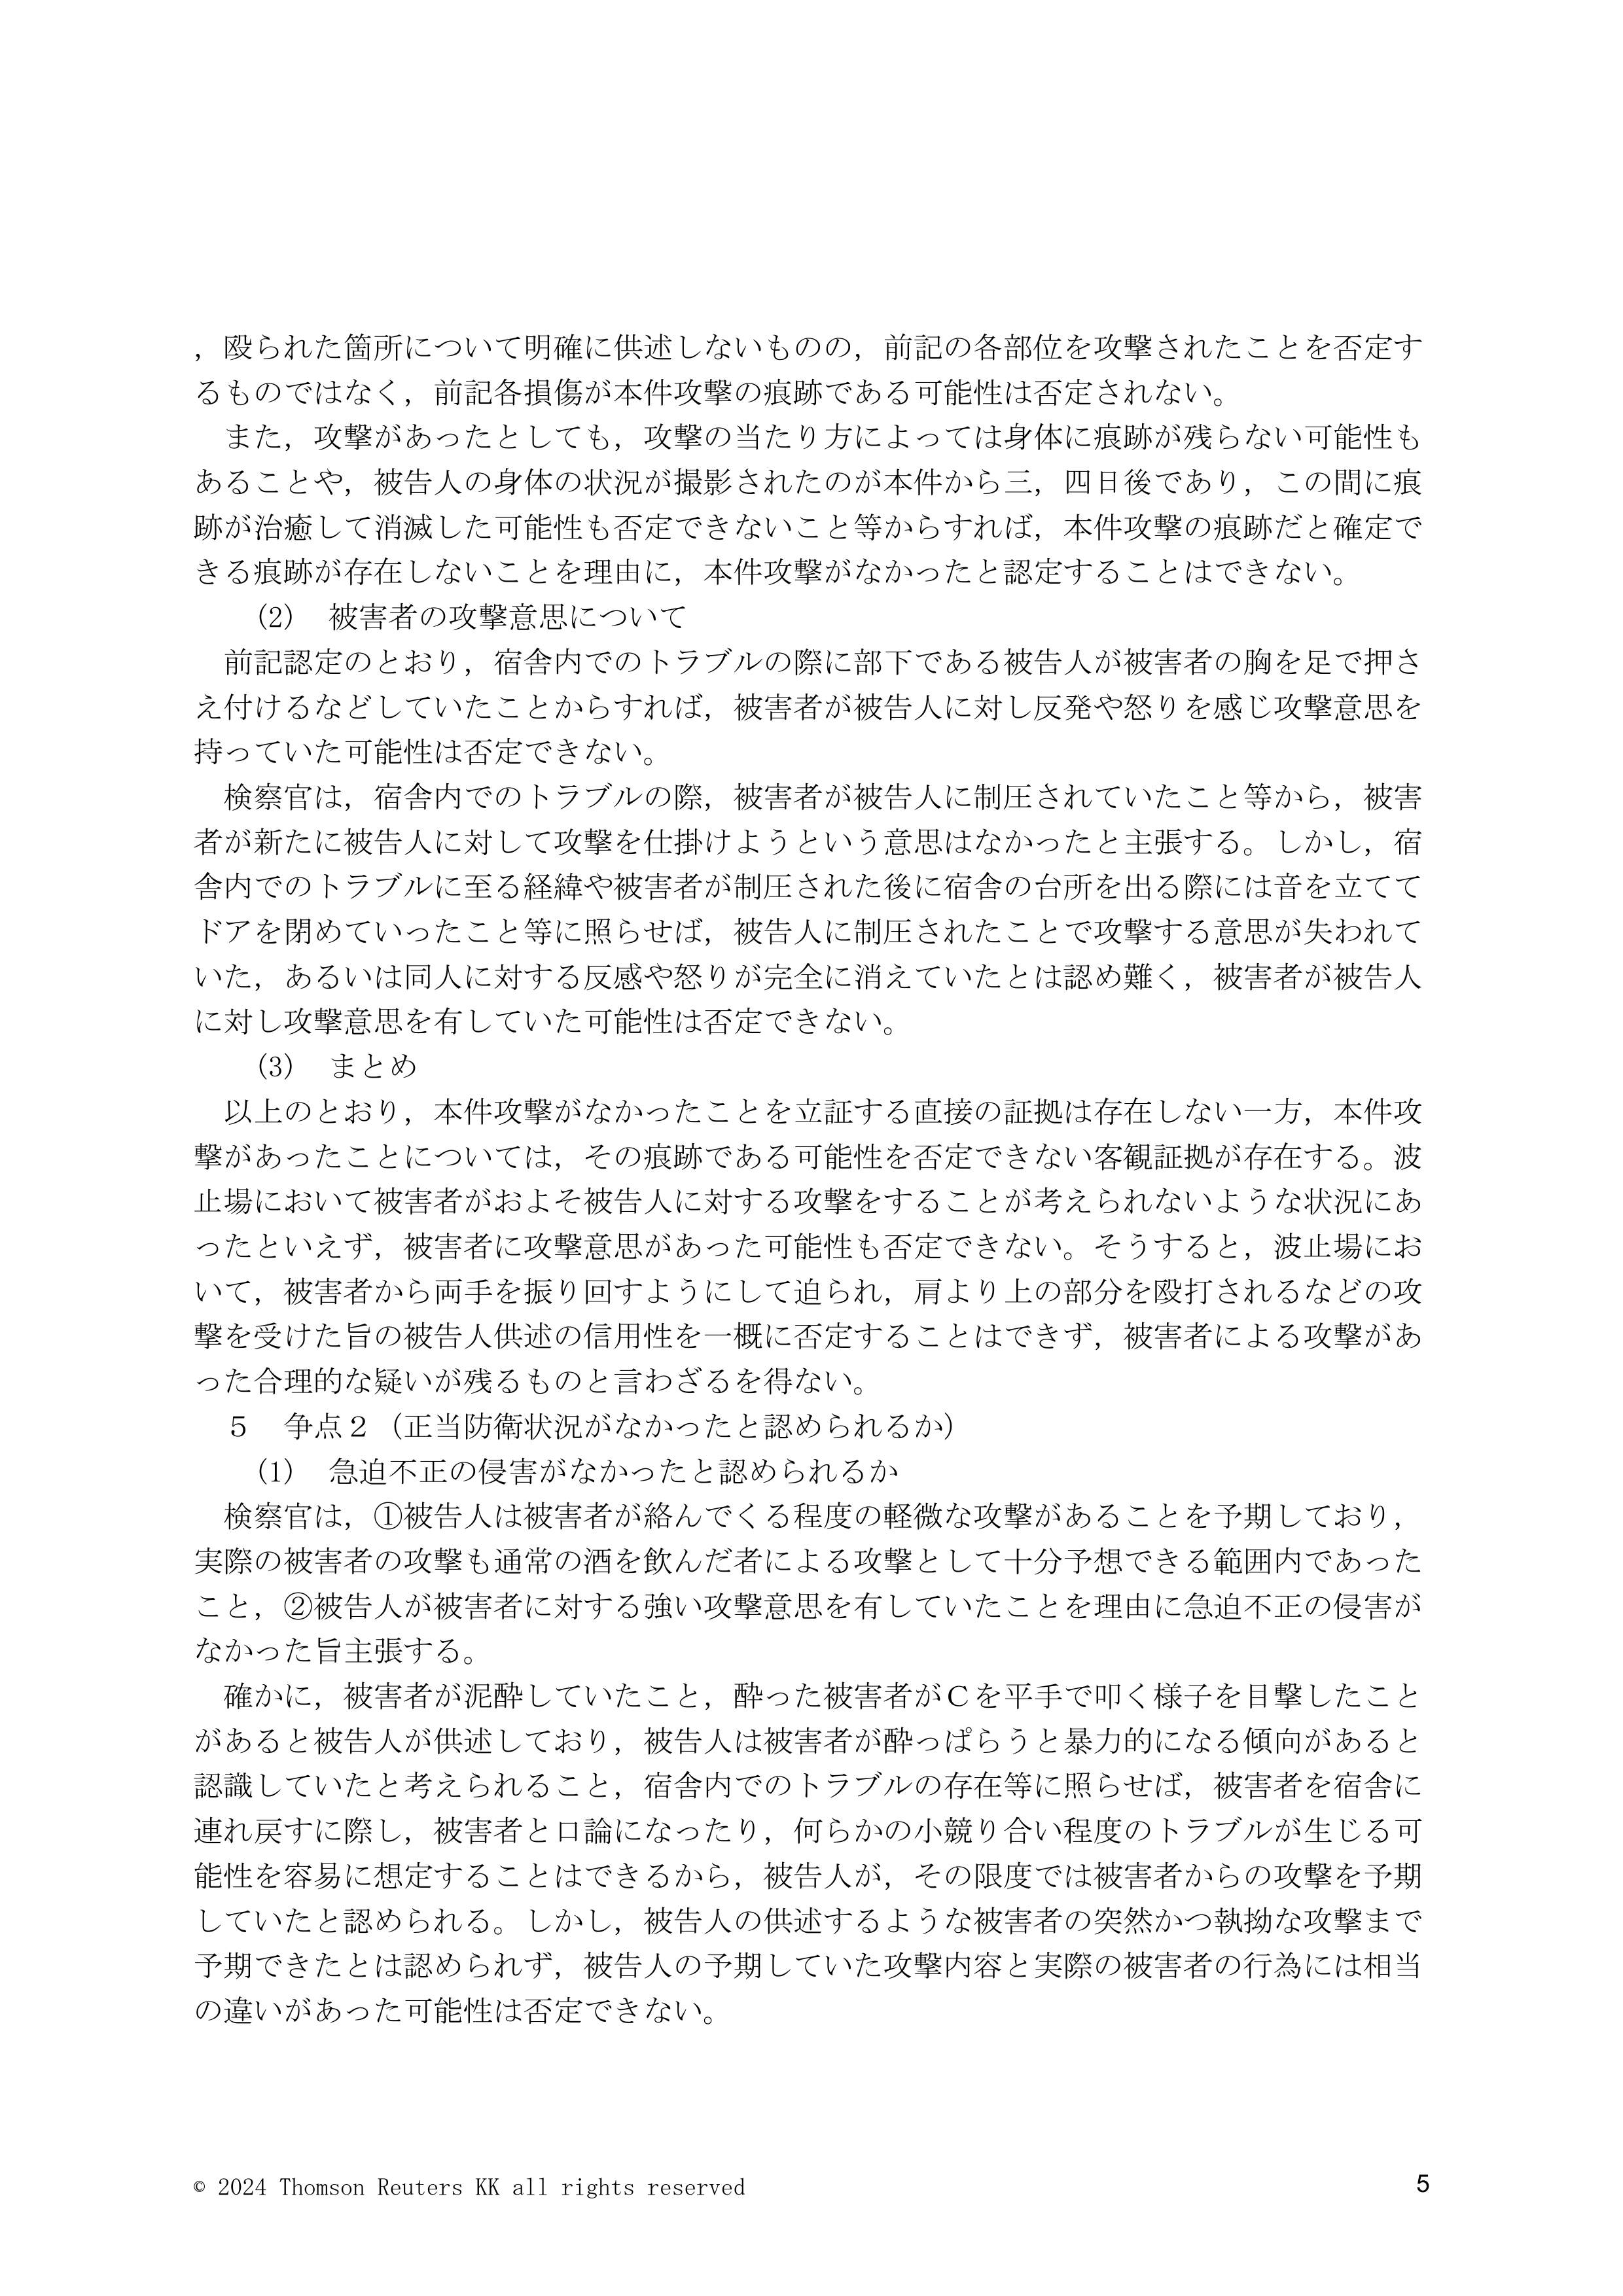 ，殴られた箇所について明確に供述しないものの，前記の各部位を攻撃されたことを否定す
るものではなく，前記各損傷が本件攻撃の痕跡である可能性は否定されない。
また，攻撃があったとしても，攻撃の当たり方によっては身体に痕跡が残らない可能性も
あることや，被告人の身体の状況が撮影されたのが本件から三，四日後であり，この間に痕
跡が治癒して消滅した可能性も否定できないこと等からすれば，本件攻撃の痕跡だと確定で
きる痕跡が存在しないことを理由に，本件攻撃がなかったと認定することはできない。
（2）　被害者の攻撃意思について
前記認定のとおり，宿舎内でのトラブルの際に部下である被告人が被害者の胸を足で押さ
え付けるなどしていたことからすれば，被害者が被告人に対し反発や怒りを感じ攻撃意思を
持っていた可能性は否定できない。
検察官は，宿舎内でのトラブルの際，被害者が被告人に制圧されていたこと等から，被害
者が新たに被告人に対して攻撃を仕掛けようという意思はなかったと主張する。しかし，宿
舎内でのトラブルに至る経緯や被害者が制圧された後に宿舎の台所を出る際には音を立てて
ドアを閉めていったこと等に照らせば，被告人に制圧されたことで攻撃する意思が失われて
いた，あるいは同人に対する反感や怒りが完全に消えていたとは認め難く，被害者が被告人
に対し攻撃意思を有していた可能性は否定できない。
（3）　まとめ
以上のとおり，本件攻撃がなかったことを立証する直接の証拠は存在しない一方，本件攻
撃があったことについては，その痕跡である可能性を否定できない客観証拠が存在する。波
止場において被害者がおよそ被告人に対する攻撃をすることが考えられないような状況にあ
ったといえず，被害者に攻撃意思があった可能性も否定できない。そうすると，波止場にお
いて，被害者から両手を振り回すようにして迫られ，肩より上の部分を殴打されるなどの攻
撃を受けた旨の被告人供述の信用性を一概に否定することはできず，被害者による攻撃があ
った合理的な疑いが残るものと言わざるを得ない。
５　争点２（正当防衛状況がなかったと認められるか）
（1）　急迫不正の侵害がなかったと認められるか
検察官は，①被告人は被害者が絡んでくる程度の軽微な攻撃があることを予期しており，
実際の被害者の攻撃も通常の酒を飲んだ者による攻撃として十分予想できる範囲内であった
こと，②被告人が被害者に対する強い攻撃意思を有していたことを理由に急迫不正の侵害が
なかった旨主張する。
確かに，被害者が泥酔していたこと，酔った被害者がＣを平手で叩く様子を目撃したこと
があると被告人が供述しており，被告人は被害者が酔っぱらうと暴力的になる傾向があると
認識していたと考えられること，宿舎内でのトラブルの存在等に照らせば，被害者を宿舎に
連れ戻すに際し，被害者と口論になったり，何らかの小競り合い程度のトラブルが生じる可
能性を容易に想定することはできるから，被告人が，その限度では被害者からの攻撃を予期
していたと認められる。しかし，被告人の供述するような被害者の突然かつ執拗な攻撃まで
予期できたとは認められず，被告人の予期していた攻撃内容と実際の被害者の行為には相当
の違いがあった可能性は否定できない。
© 2024 Thomson Reuters KK all rights reserved
5